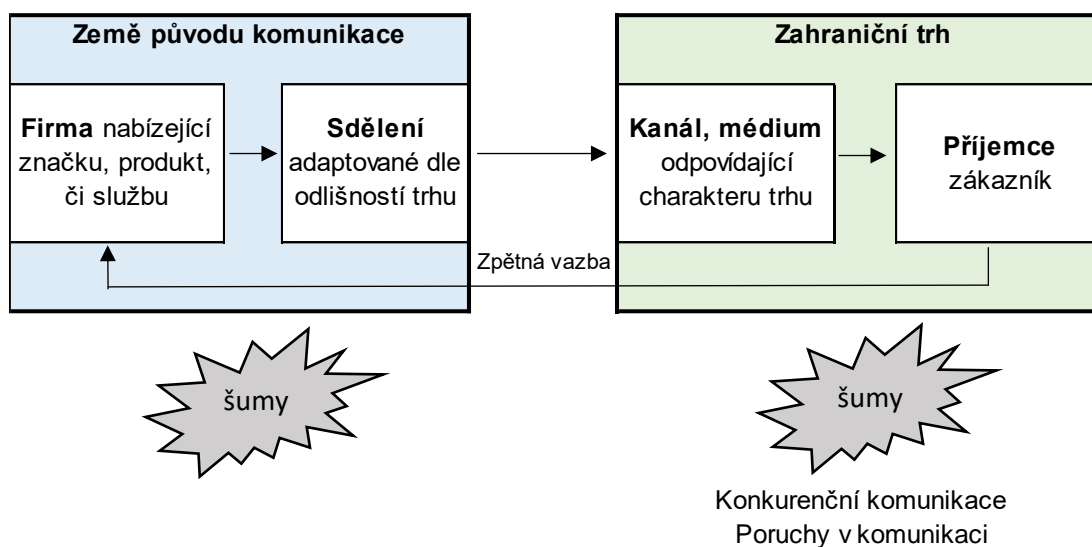 Země původu komunikace
Zahraniční trh
Firma nabízející
značku, produkt,
či službu
Sdělení
adaptované dle
odlišností trhu
Kanál, médium
odpovídající
charakteru trhu
Příjemce
zákazník
Zpětná vazba
šumy
šumy
Konkurenční komunikace
Poruchy v komunikaci